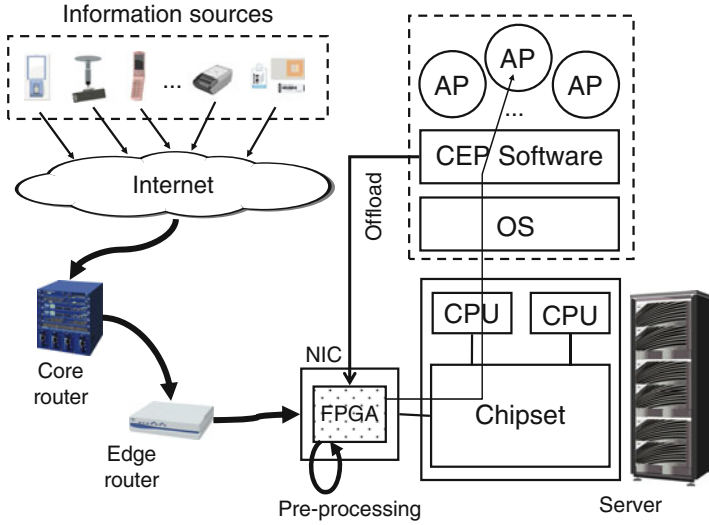 Information sources
...
AP
AP
AP
...
CEP Software
Internet
Offload
OS
CPU
CPU
NIC
FPGA
Chipset
Core
router
Edge
router
Pre-processing
Server